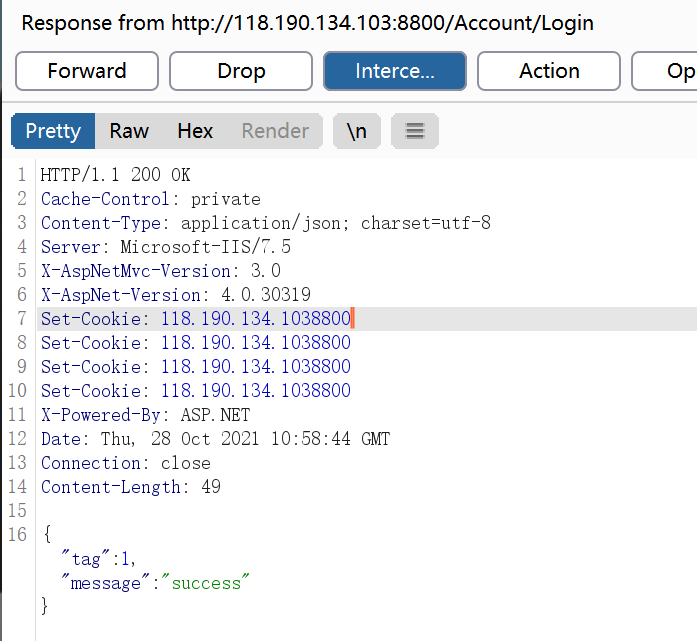 Response from http://118.190.134.103:8800/Account/Login
Forward Drop Interce... Action Op
Pretty Raw Hex Render \n
1 HTTP/1.1 200 OK
2 Cache-Control: private
3 Content-Type: application/json; charset=utf-8
4 Server: Microsoft-IIS/7.5
5 X-AspNetMvc-Version: 3.0
6 X-AspNet-Version: 4.0.30319
7 Set-Cookie: 118.190.134.1038800
8 Set-Cookie: 118.190.134.1038800
9 Set-Cookie: 118.190.134.1038800
10 Set-Cookie: 118.190.134.1038800
11 X-Powered-By: ASP.NET
12 Date: Thu, 28 Oct 2021 10:58:44 GMT
13 Connection: close
14 Content-Length: 49
15
16 {
"tag":1,
"message":"success"
}